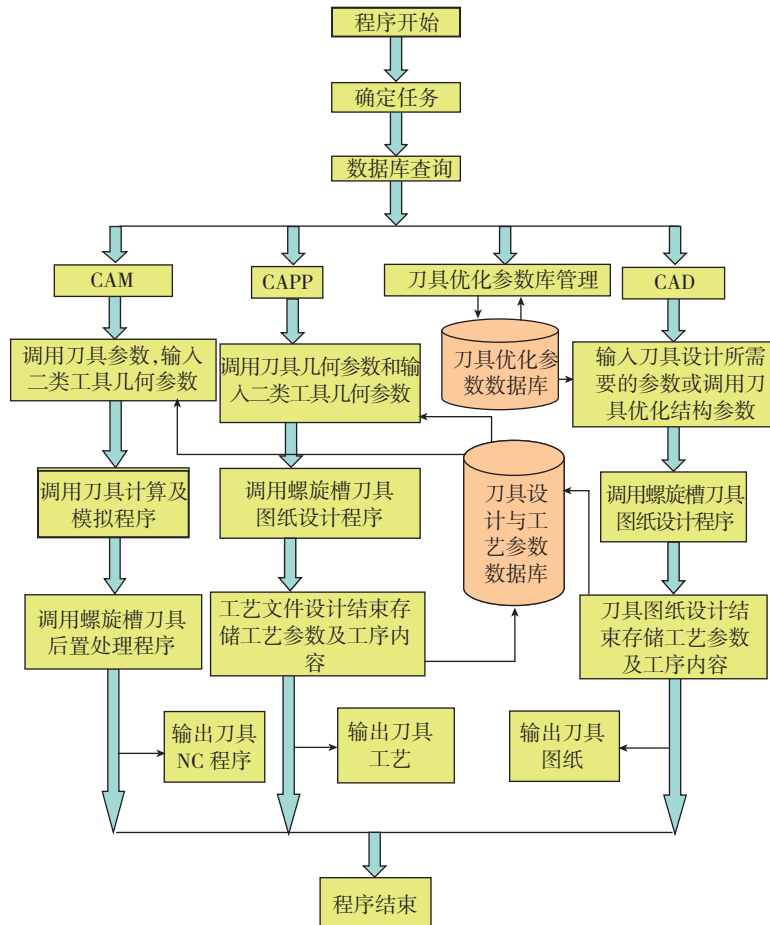 程序开始
确定任务
数据库查询
CAM
CAPP
刀具优化参数库管理
CAD
调用刀具参数,输入
二类工具几何参数
调用刀具几何参数和输
入二类工具几何参数
刀具优化参
数数据库
输入刀具设计所需
要的参数或调用刀
具优化结构参数
调用刀具计算及
模拟程序
调用螺旋槽刀具
图纸设计程序
刀具设
计与工
艺参数
数据库
调用螺旋槽刀具
图纸设计程序
调用螺旋槽刀具
后置处理程序
工艺文件设计结束存
储工艺参数及工序内
容
刀具图纸设计结
束存储工艺参数
及工序内容
输出刀具
NC 程序
输出刀具
工艺
输出刀具
图纸
程序结束